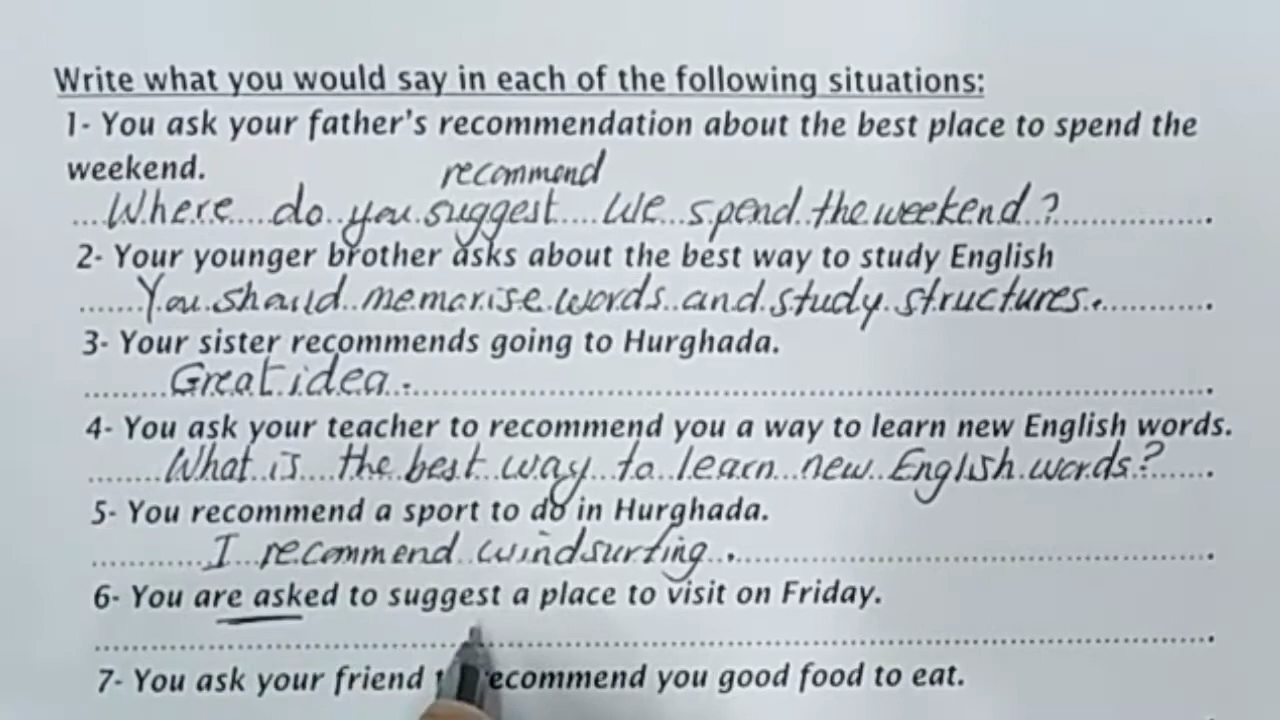 Write what you would say in each of the following situations:
1- You ask your father's recommendation about the best place to spend the
weekend.
recommend
Where do you suggest we spend the weekend?
2- Your younger brother asks about the best way to study English
You should memorise words and study structures.
3- Your sister recommends going to Hurghada.
Great idea.
4- You ask your teacher to recommend you a way to learn new English words.
What is the best way to learn new English words?
5- You recommend a sport to do in Hurghada.
I recommend windsurfing.
6- You are asked to suggest a place to visit on Friday.
7- You ask your friend ecommend you good food to eat.